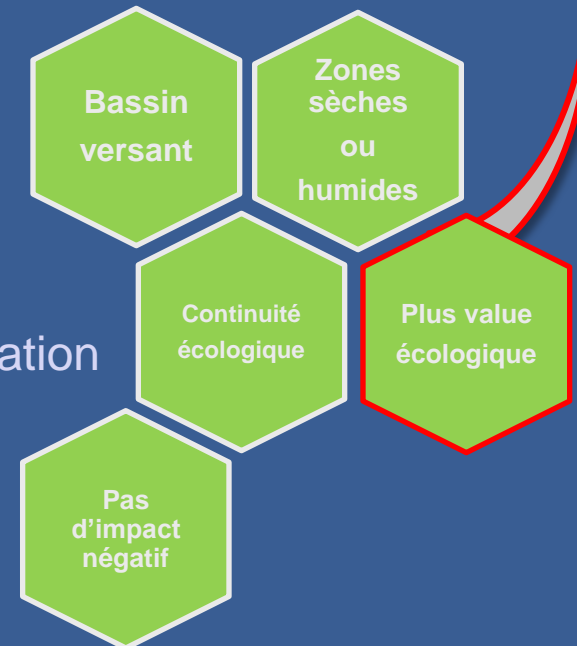 Bassin
versant
Zones
sèches
ou
humides
Continuité
écologique
Plus value
écologique
ation
Pas
d'impact
négatif